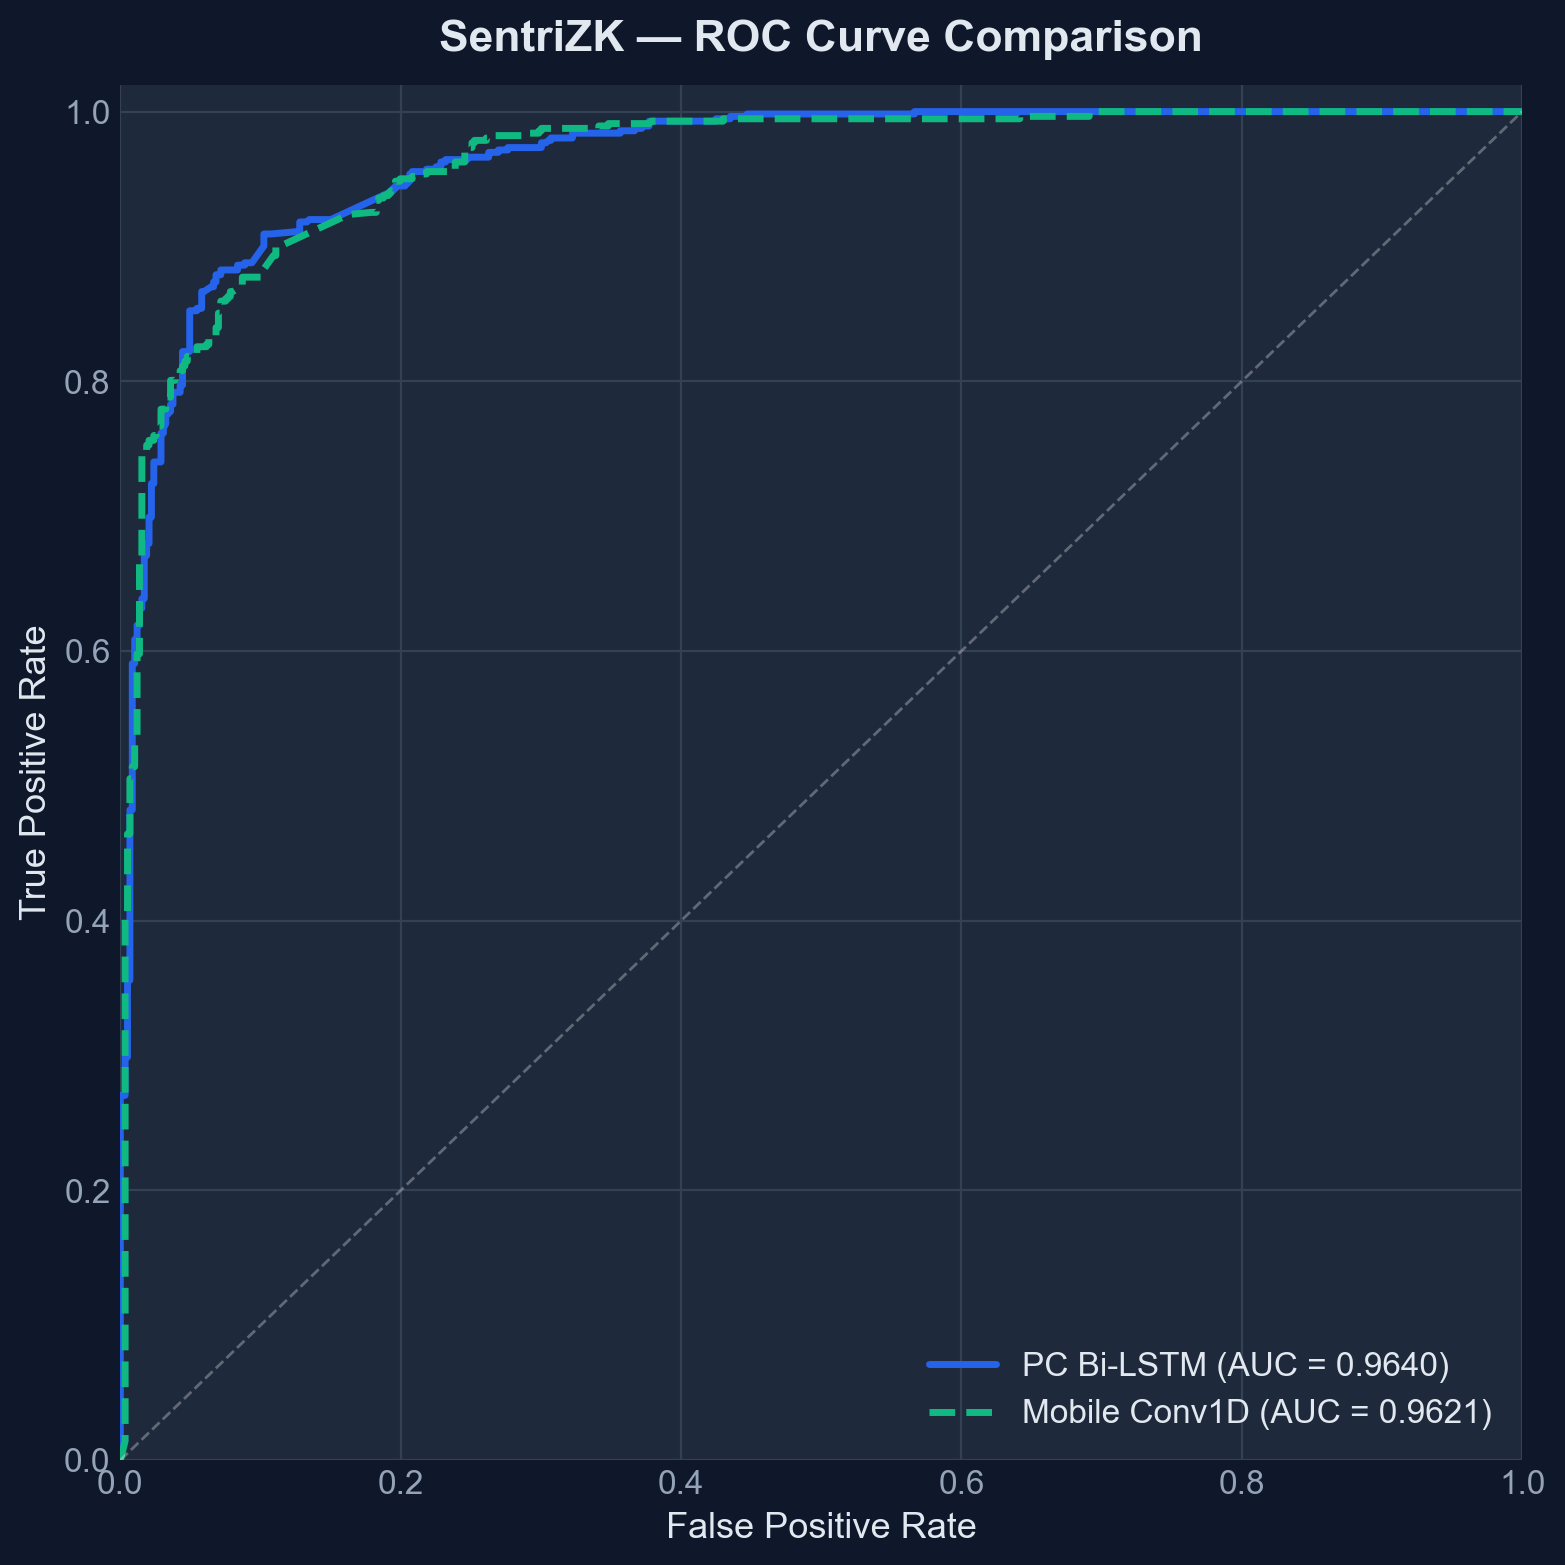 SentriZK — ROC Curve Comparison
True Positive Rate
1.0
0.8
0.6
0.4
0.2
0.0
PC Bi-LSTM (AUC = 0.9640)
Mobile Conv1D (AUC = 0.9621)
0.0 0.2 0.4 0.6 0.8 1.0
False Positive Rate